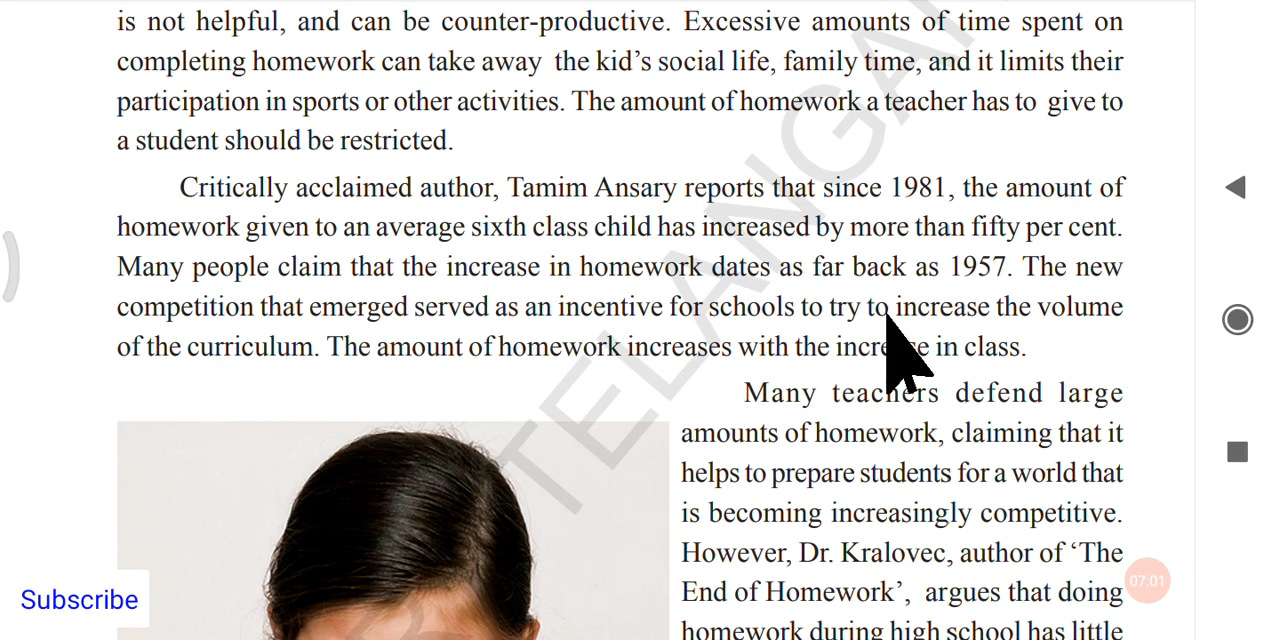 is not helpful, and can be counter-productive. Excessive amounts of time spent on
completing homework can take away the kid's social life, family time, and it limits their
participation in sports or other activities. The amount of homework a teacher has to give to
a student should be restricted.
Critically acclaimed author, Tamim Ansary reports that since 1981, the amount of
homework given to an average sixth class child has increased by more than fifty per cent.
Many people claim that the increase in homework dates as far back as 1957. The new
competition that emerged served as an incentive for schools to try to increase the volume
of the curriculum. The amount of homework increases with the increase in class.
Many teachers defend large
amounts of homework, claiming that it
helps to prepare students for a world that
is becoming increasingly competitive.
However, Dr. Kralovec, author of 'The
End of Homework', argues that doing
homework during high school has little
Subscribe
07:01
TELANGA